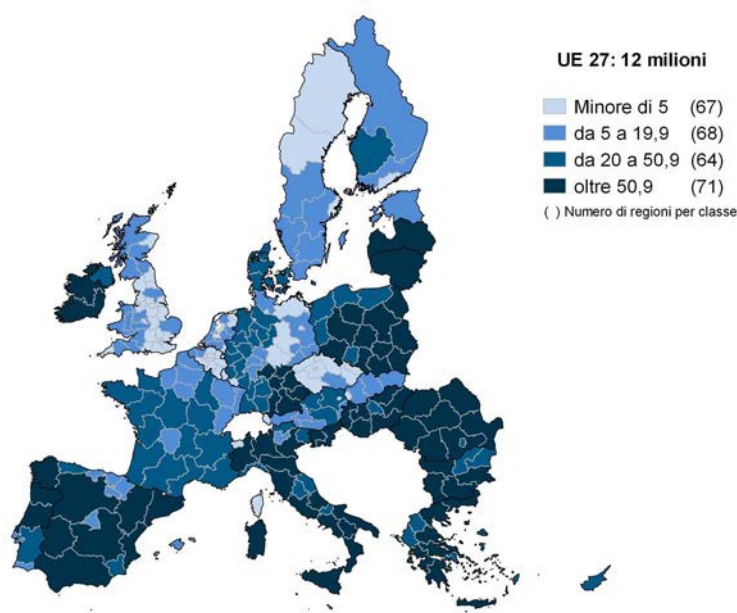 UE 27: 12 milioni
Minore di 5 (67)
da 5 a 19,9 (68)
da 20 a 50,9 (64)
oltre 50,9 (71)
( ) Numero di regioni per classe